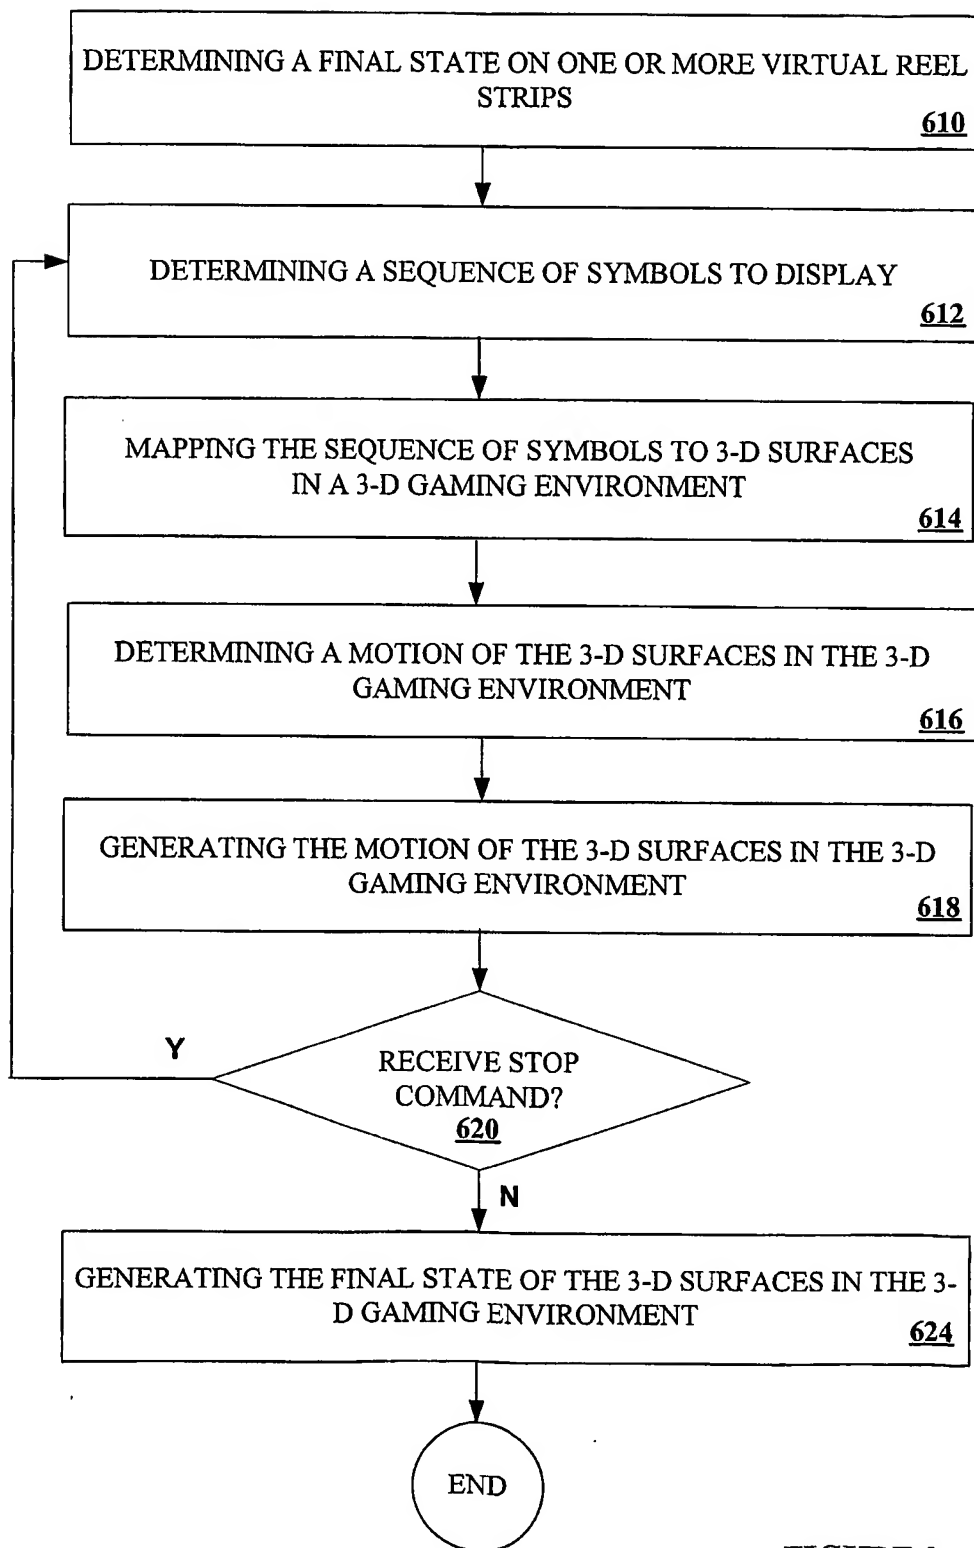 DETERMINING A FINAL STATE ON ONE OR MORE VIRTUAL REEL
STRIPS
610
DETERMINING A SEQUENCE OF SYMBOLS TO DISPLAY
612
MAPPING THE SEQUENCE OF SYMBOLS TO 3-D SURFACES
IN A 3-D GAMING ENVIRONMENT
614
DETERMINING A MOTION OF THE 3-D SURFACES IN THE 3-D
GAMING ENVIRONMENT
616
GENERATING THE MOTION OF THE 3-D SURFACES IN THE 3-D
GAMING ENVIRONMENT
618
Y
RECEIVE STOP
COMMAND?
620
N
GENERATING THE FINAL STATE OF THE 3-D SURFACES IN THE 3-
D GAMING ENVIRONMENT
624
END